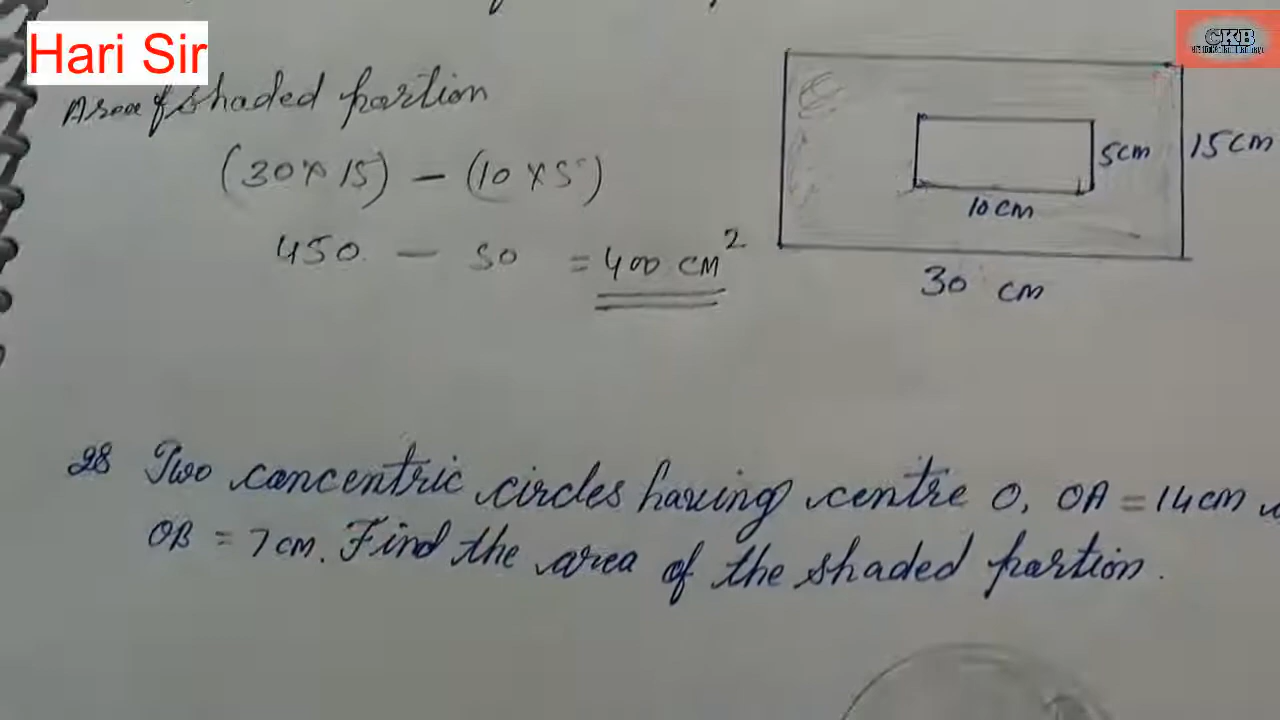 Hari Sir
CKB
Area of shaded portion
(30 × 15) - (10 × 5)
450 - 50 = 400 cm²
5cm
15cm
10cm
30 cm
28 Two concentric circles having centre O, OA = 14cm
OB = 7cm. Find the area of the shaded portion.